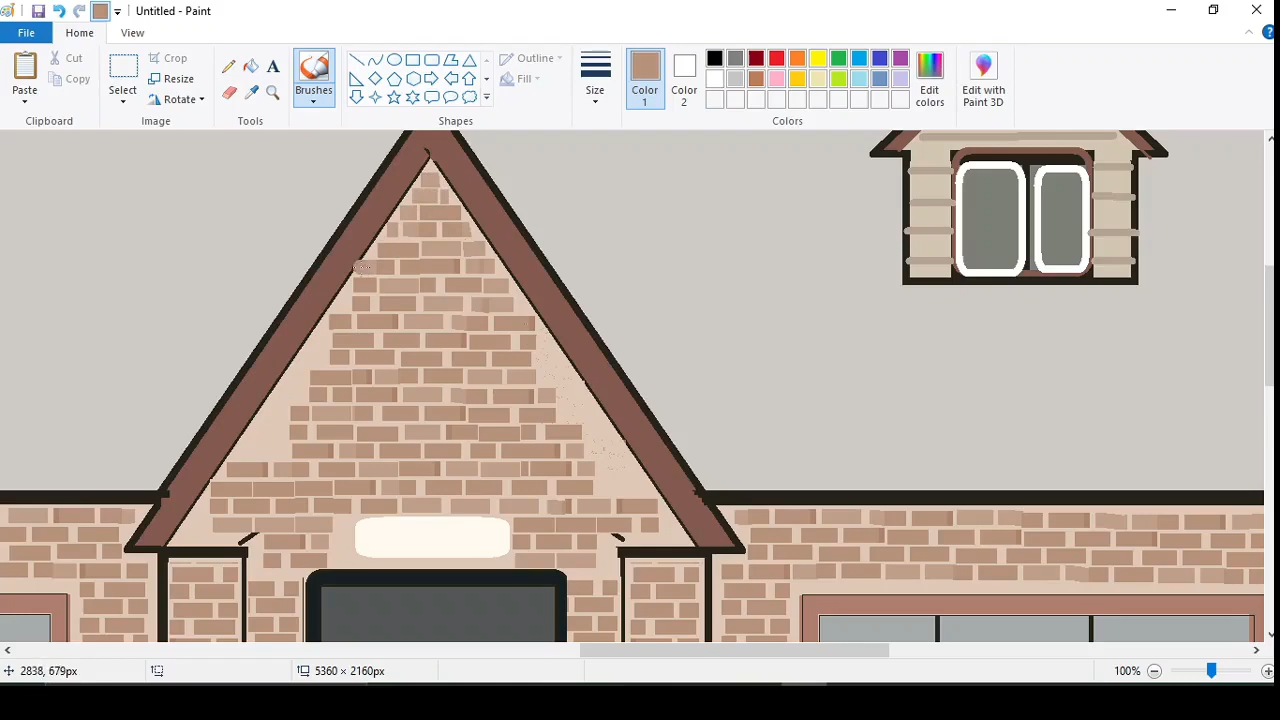 Untitled - Paint
File
Home
View
Paste
Cut
Copy
Clipboard
Select
Crop
Resize
Rotate
Image
A
Tools
Brushes
Shapes
Outline
Fill
Size
Color 1
Color 2
Edit colors
Colors
Edit with Paint 3D
?
2838, 679px
5360 × 2160px
100%